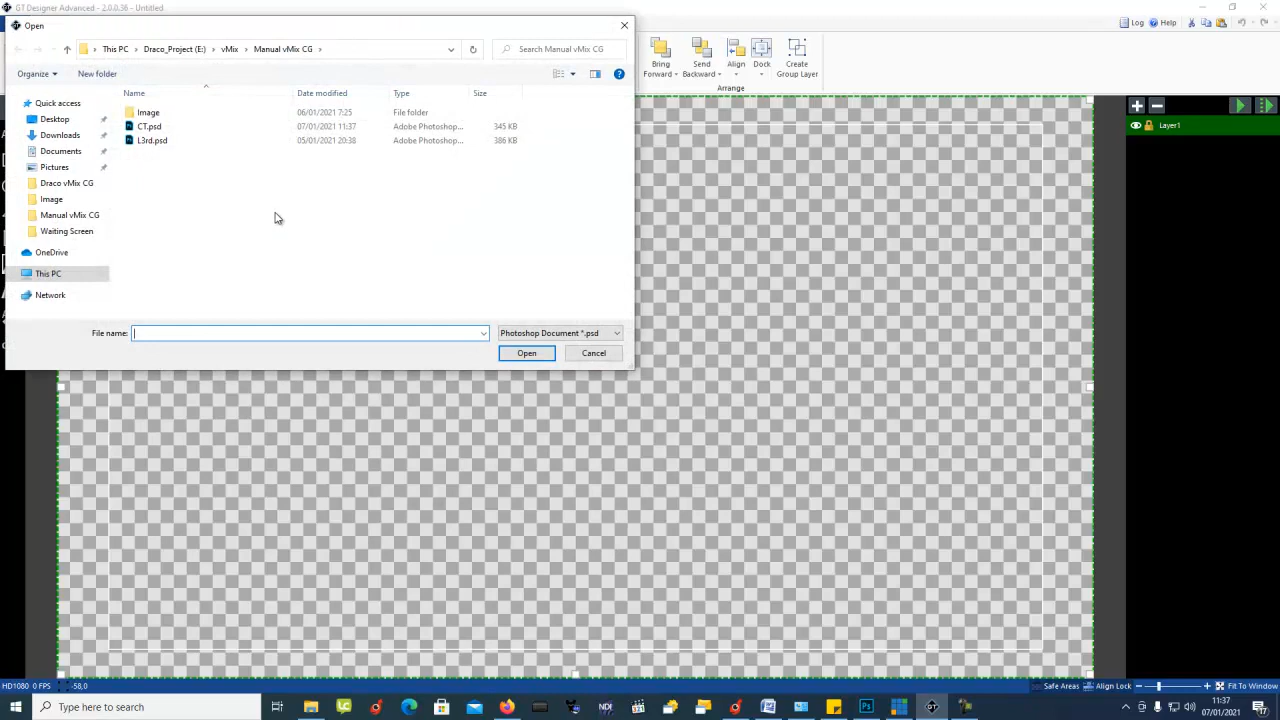 GT Designer Advanced - 2.0.0.36 - Untitled
Open
Log Help
This PC Draco_Project (E:) vMix Manual vMix CG
Search Manual vMix CG
Organize New folder
Bring Forward Send Backward Align Dock Create Group Layer
Arrange
Name Date modified Type Size
Image 06/01/2021 7:25 File folder
CT.psd 07/01/2021 11:37 Adobe Photoshop... 345 KB
L3rd.psd 05/01/2021 20:38 Adobe Photoshop... 386 KB
Quick access
Desktop
Downloads
Documents
Pictures
Draco vMix CG
Image
Manual vMix CG
Waiting Screen
OneDrive
This PC
Network
Layer1
File name: Photoshop Document *.psd
Open Cancel
HD1080 0 FPS -58,0 Safe Areas Align Lock Fit To Window
Type here to search
11:37
07/01/2021